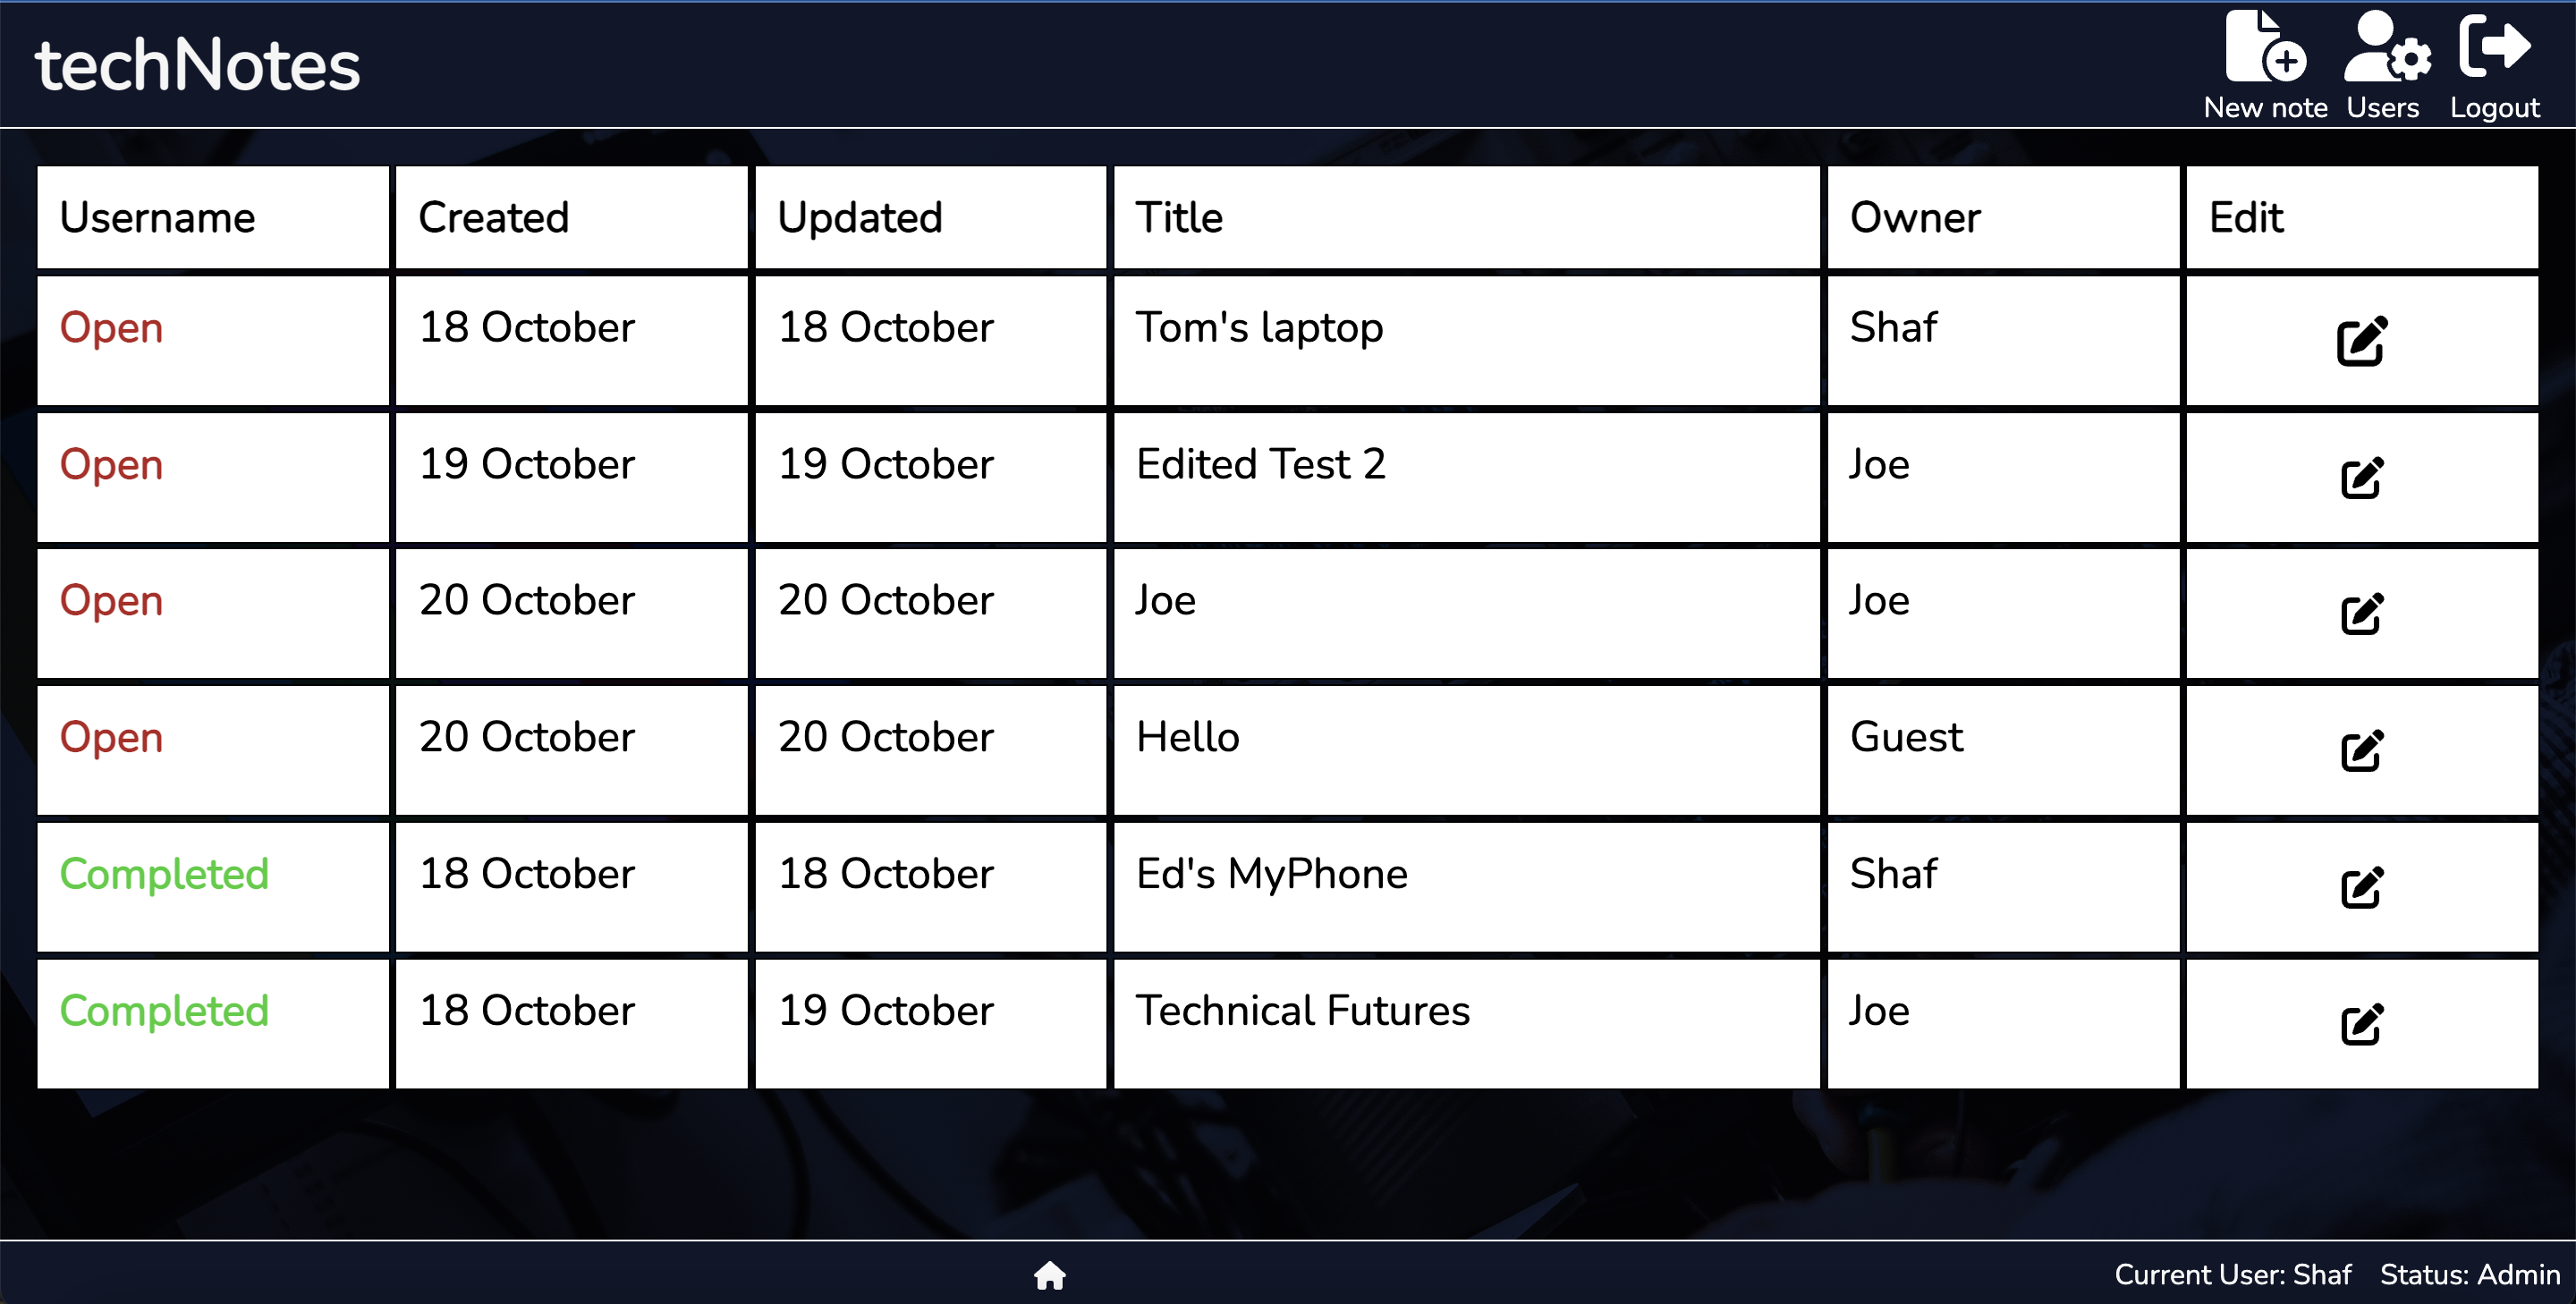 techNotes
New note Users Logout
Username Created Updated Title Owner Edit
Open 18 October 18 October Tom's laptop Shaf
Open 19 October 19 October Edited Test 2 Joe
Open 20 October 20 October Joe Joe
Open 20 October 20 October Hello Guest
Completed 18 October 18 October Ed's MyPhone Shaf
Completed 18 October 19 October Technical Futures Joe
Current User: Shaf Status: Admin